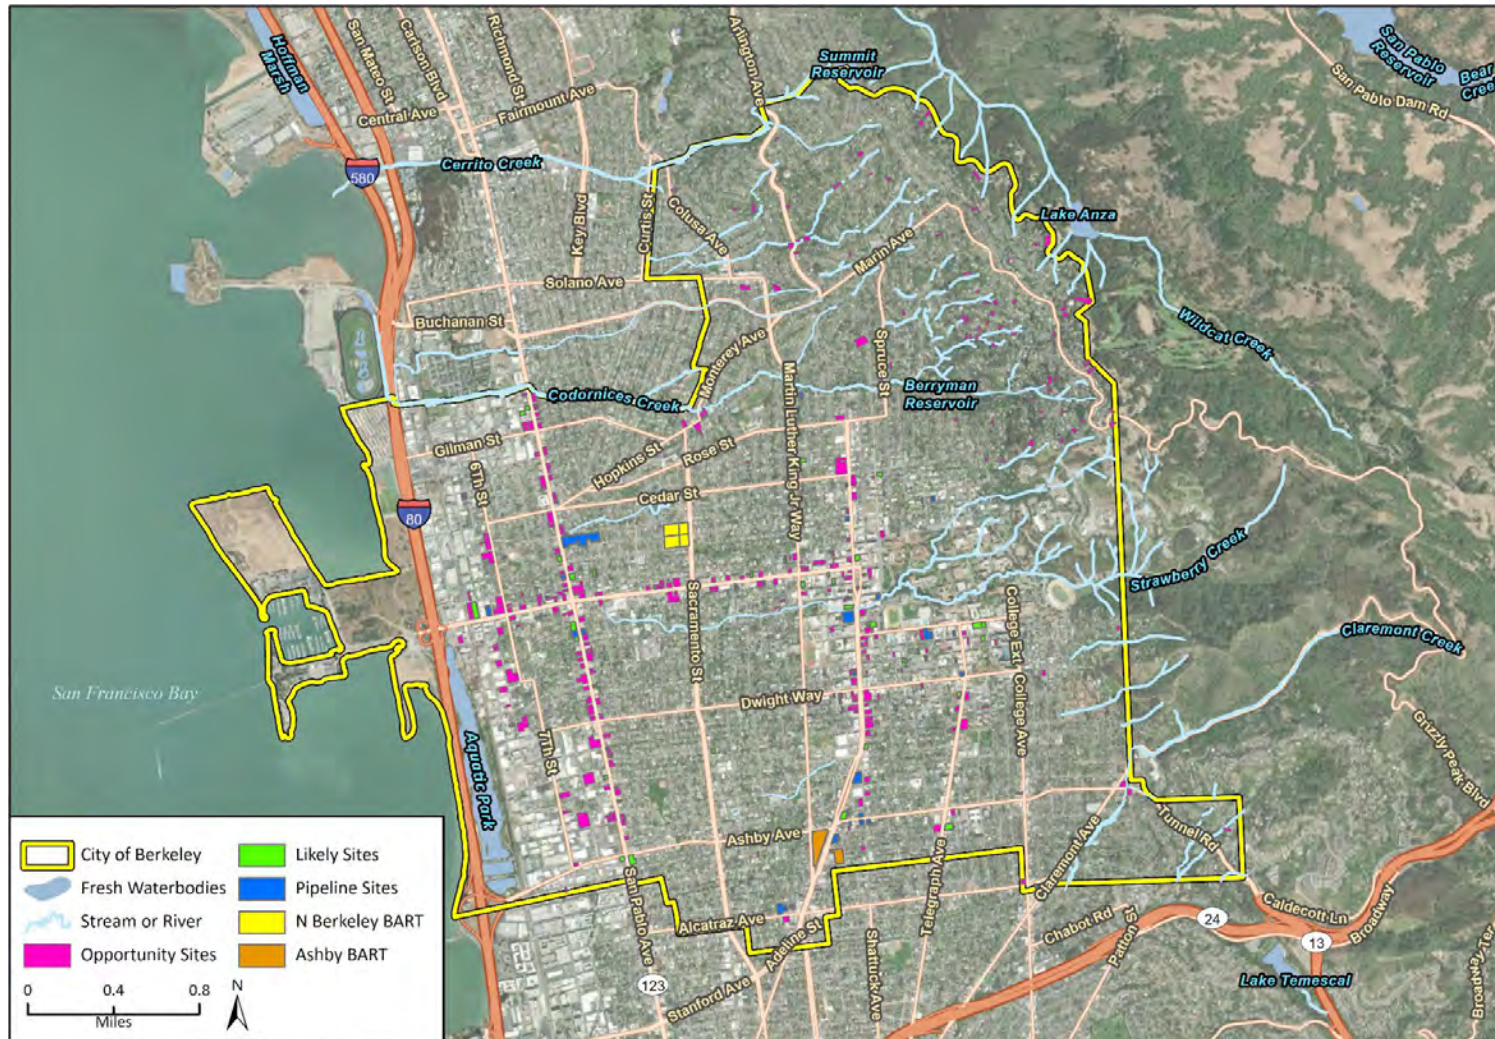 Hoffman
Marsh
San Mateo St
Carlson Blvd
Richmond St
Arlington Ave
Summit
Reservoir
San Pablo
Reservoir
Bear
Cree
San Pablo Dam Rd
Central Ave
Fairmount Ave
580
Cerrito Creek
Key Blvd
Curtis St
Colusa Ave
Lake Anza
Marin Ave
Solano Ave
Buchanan St
Wildcat Creek
Monterey Ave
Martin Luther King Jr Way
Spruce St
Codornices Creek
Berryman
Reservoir
Gilman St
6Th St
Hopkins St
Rose St
Cedar St
80
Strawberry Creek
Sacramento St
College Ext
College Ave
Claremont Creek
San Francisco Bay
Dwight Way
7Th St
Aquatic Park
Grizzly Peak Blvd
Ashby Ave
Tunnel Rd
Claremont Ave
Telegraph Ave
San Pablo Ave
Alcatraz Ave
Adeline St
Shattuck Ave
Chabot Rd
Patton St
24
Caldecott Ln
Broadway
13
Lake Temescal
Broadway Ter
Stanford Ave
123
City of Berkeley
Likely Sites
Fresh Waterbodies
Pipeline Sites
Stream or River
N Berkeley BART
Opportunity Sites
Ashby BART
0 0.4 0.8
Miles
N